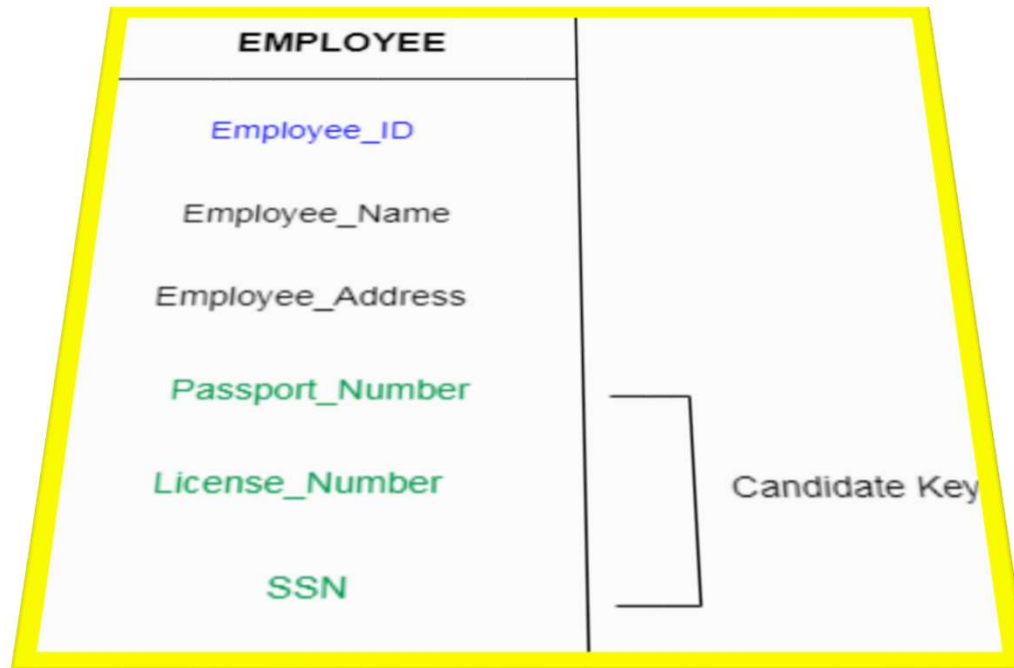 EMPLOYEE
Employee_ID
Employee_Name
Employee_Address
Passport_Number
License_Number
Candidate Key
SSN